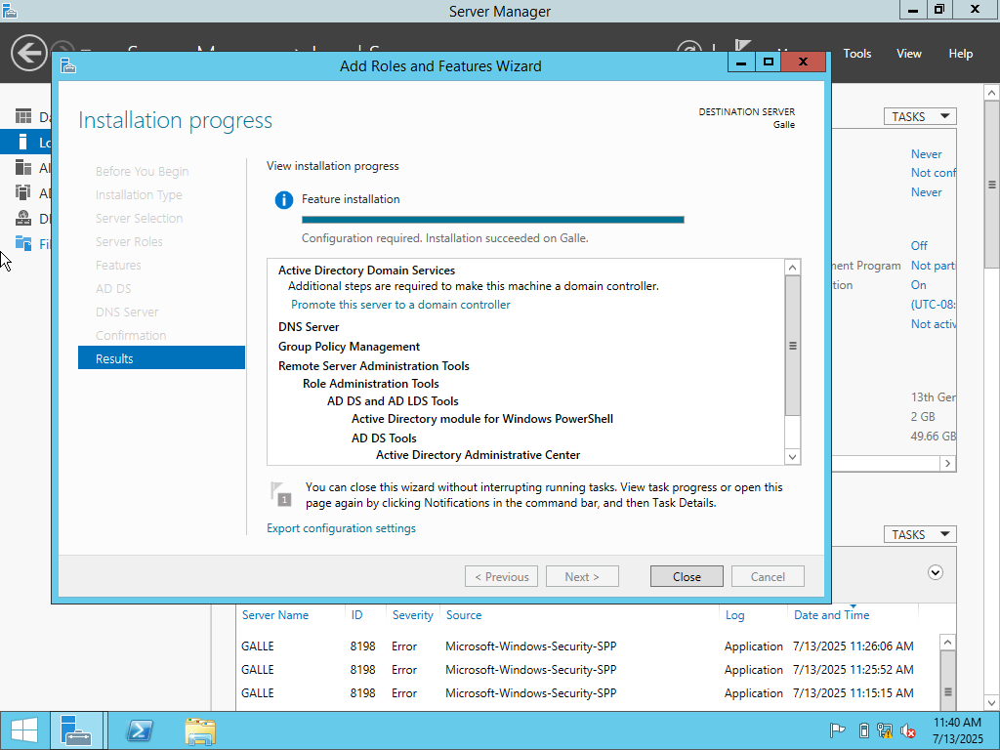 Server Manager
Tools
View
Help
Add Roles and Features Wizard
Installation progress
DESTINATION SERVER
Galle
Before You Begin
Installation Type
Server Selection
Server Roles
Features
AD DS
DNS Server
Confirmation
Results
View installation progress
Feature installation
Configuration required. Installation succeeded on Galle.
Active Directory Domain Services
Additional steps are required to make this machine a domain controller.
Promote this server to a domain controller
DNS Server
Group Policy Management
Remote Server Administration Tools
Role Administration Tools
AD DS and AD LDS Tools
Active Directory module for Windows PowerShell
AD DS Tools
Active Directory Administrative Center
1
You can close this wizard without interrupting running tasks. View task progress or open this
page again by clicking Notifications in the command bar, and then Task Details.
Export configuration settings
< Previous
Next >
Close
Cancel
TASKS
Never
Not conf
Never
Off
ent Program Not parti
tion On
(UTC-08:
Not activ
13th Ger
2 GB
49.66 GB
TASKS
Server Name ID Severity Source Log Date and Time
GALLE 8198 Error Microsoft-Windows-Security-SPP Application 7/13/2025 11:26:06 AM
GALLE 8198 Error Microsoft-Windows-Security-SPP Application 7/13/2025 11:25:52 AM
GALLE 8198 Error Microsoft-Windows-Security-SPP Application 7/13/2025 11:15:15 AM
11:40 AM
7/13/2025